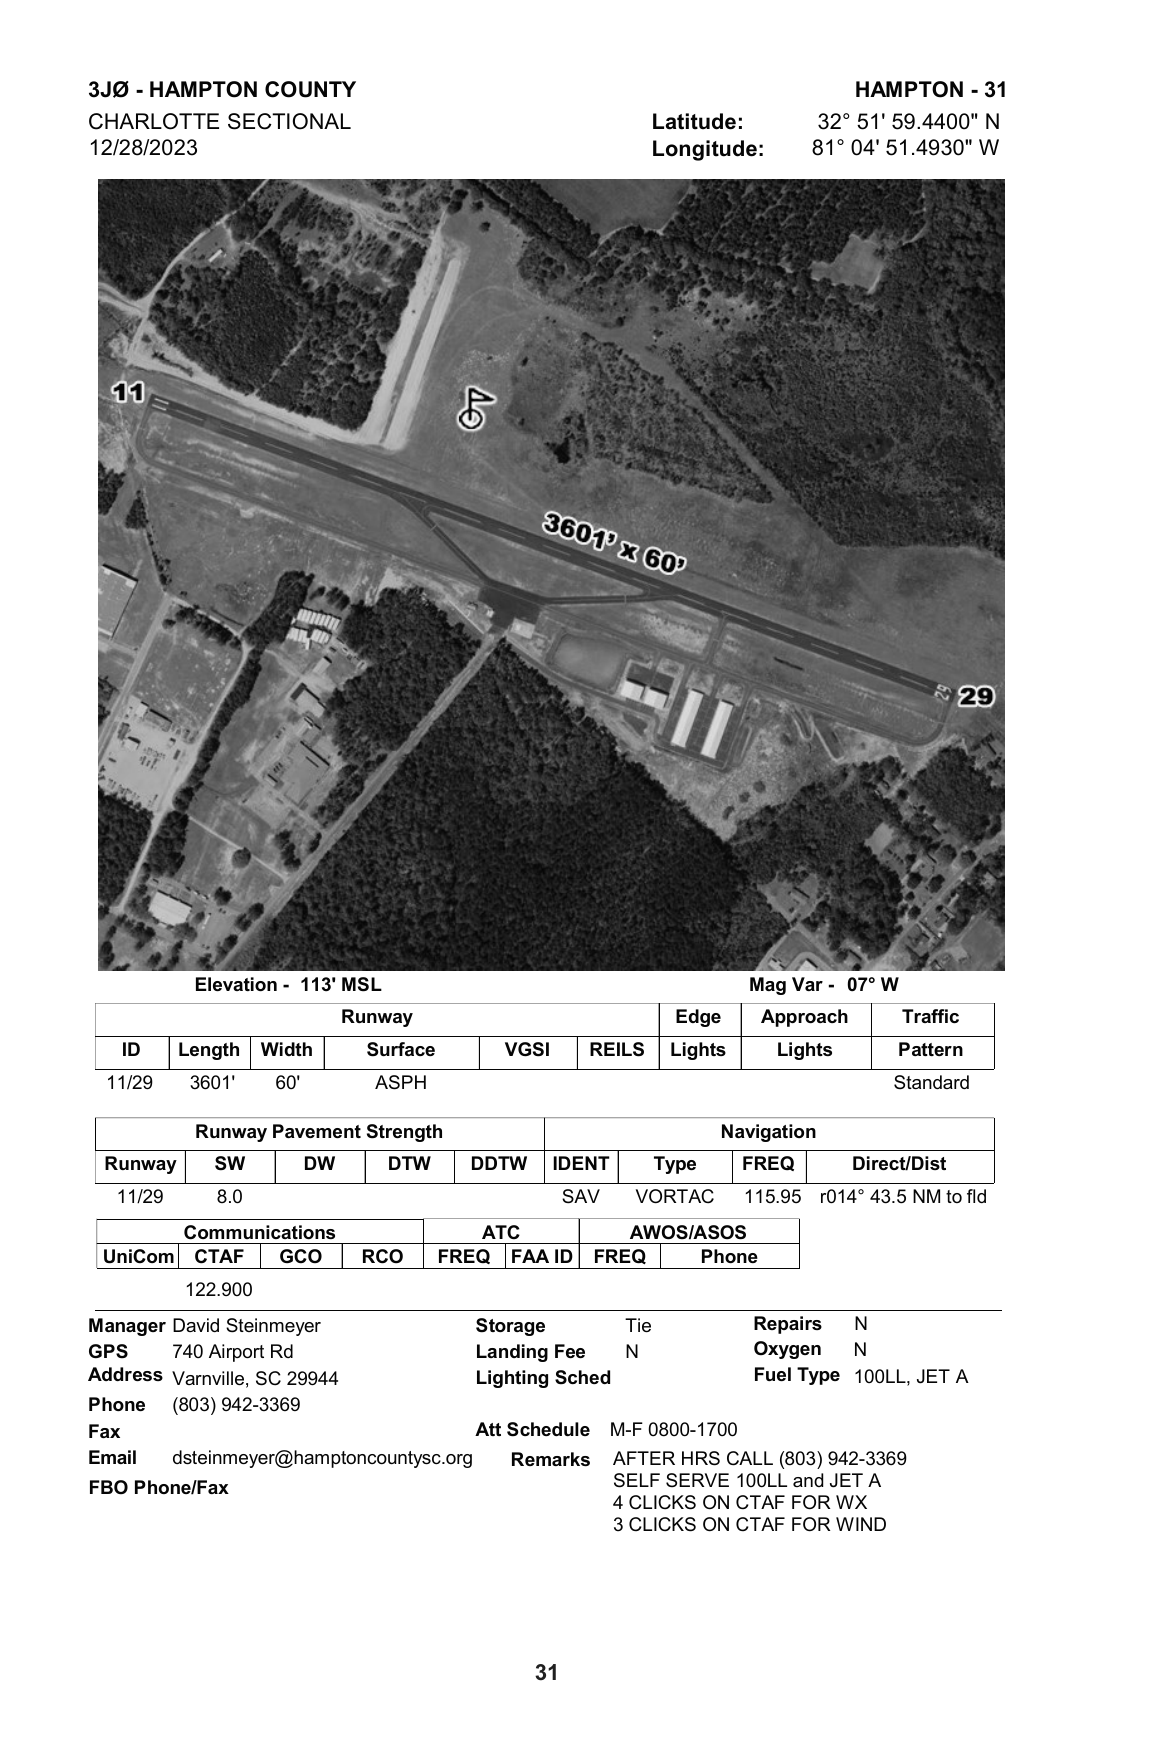 3JØ - HAMPTON COUNTY HAMPTON - 31
CHARLOTTE SECTIONAL Latitude: 32° 51' 59.4400" N
12/28/2023 Longitude: 81° 04' 51.4930" W
11
3601' x 60'
29
29
Elevation - 113' MSL Mag Var - 07° W
Runway Edge Approach Traffic
ID Length Width Surface VGSI REILS Lights Lights Pattern
11/29 3601' 60' ASPH Standard
Runway Pavement Strength Navigation
Runway SW DW DTW DDTW IDENT Type FREQ Direct/Dist
11/29 8.0 SAV VORTAC 115.95 r014° 43.5 NM to fld
Communications ATC AWOS/ASOS
UniCom CTAF GCO RCO FREQ FAA ID FREQ Phone
122.900
Manager David Steinmeyer Storage Tie Repairs N
GPS 740 Airport Rd Landing Fee N Oxygen N
Address Varnville, SC 29944 Lighting Sched Fuel Type 100LL, JET A
Phone (803) 942-3369
Fax Att Schedule M-F 0800-1700
Email dsteinmeyer@hamptoncountysc.org Remarks AFTER HRS CALL (803) 942-3369
SELF SERVE 100LL and JET A
FBO Phone/Fax
4 CLICKS ON CTAF FOR WX
3 CLICKS ON CTAF FOR WIND
31